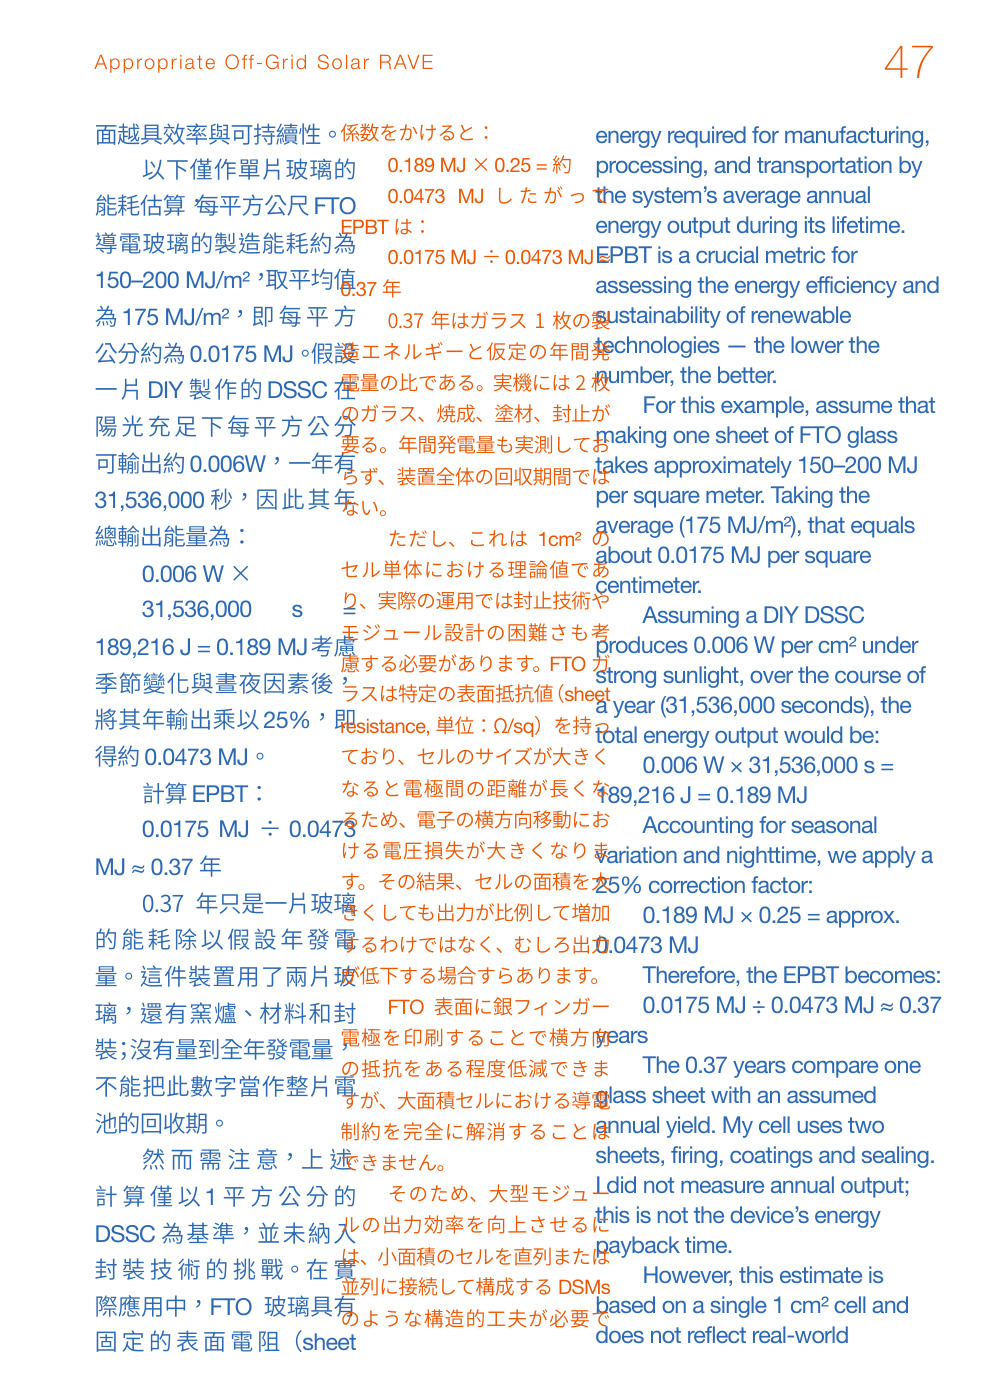 Appropriate Off-Grid Solar RAVE
47
面越具效率與可持續性。
以下僅作單片玻璃的
能耗估算，每平方公尺 FTO
導電玻璃的製造能耗約為
150–200 MJ/m²，取平均值
為 175 MJ/m²，即每平方
公分約為 0.0175 MJ。假設
一片 DIY 製作的 DSSC 在
陽光充足下每平方公分
可輸出約 0.006W，一年有
31,536,000 秒，因此其年
總輸出能量為：
0.006 W ×
31,536,000 s =
189,216 J = 0.189 MJ 考慮
季節變化與晝夜因素後，
將其年輸出乘以 25%，即
得約 0.0473 MJ。
計算 EPBT：
0.0175 MJ ÷ 0.0473
MJ ≈ 0.37 年
0.37 年只是一片玻璃
的能耗除以假設年發電
量。這件裝置用了兩片玻
璃，還有窯爐、材料和封
裝；沒有量到全年發電量，
不能把此數字當作整片電
池的回收期。
然而需注意，上述
計算僅以 1 平方公分的
DSSC 為基準，並未納入
封裝技術的挑戰。在實
際應用中，FTO 玻璃具有
固定的表面電阻（sheet
係数をかけると：
0.189 MJ × 0.25 = 約
0.0473 MJ したがって
EPBT は：
0.0175 MJ ÷ 0.0473 MJ ≈
0.37 年
0.37 年はガラス 1 枚の製
造エネルギーと仮定の年間発
電量の比である。実機には 2 枚
のガラス、焼成、塗材、封止が
要る。年間発電量も実測してお
らず、装置全体の回収期間では
ない。
ただし、これは 1cm² の
セル単体における理論値であ
り、実際の運用では封止技術や
モジュール設計の困難さも考
慮する必要があります。FTO ガ
ラスは特定の表面抵抗値（sheet
resistance, 単位：Ω/sq）を持っ
ており、セルのサイズが大きく
なると電極間の距離が長くな
るため、電子の横方向移動にお
ける電圧損失が大きくなりま
す。その結果、セルの面積を大
きくしても出力が比例して増加
するわけではなく、むしろ出力
が低下する場合すらあります。
FTO 表面に銀フィンガー
電極を印刷することで横方向
の抵抗をある程度低減できま
すが、大面積セルにおける導電
制約を完全に解消することは
できません。
そのため、大型モジュー
ルの出力効率を向上させるに
は、小面積のセルを直列または
並列に接続して構成する DSMs
のような構造的工夫が必要で
energy required for manufacturing,
processing, and transportation by
the system’s average annual
energy output during its lifetime.
EPBT is a crucial metric for
assessing the energy efficiency and
sustainability of renewable
technologies — the lower the
number, the better.
For this example, assume that
making one sheet of FTO glass
takes approximately 150–200 MJ
per square meter. Taking the
average (175 MJ/m²), that equals
about 0.0175 MJ per square
centimeter.
Assuming a DIY DSSC
produces 0.006 W per cm² under
strong sunlight, over the course of
a year (31,536,000 seconds), the
total energy output would be:
0.006 W × 31,536,000 s =
189,216 J = 0.189 MJ
Accounting for seasonal
variation and nighttime, we apply a
25% correction factor:
0.189 MJ × 0.25 = approx.
0.0473 MJ
Therefore, the EPBT becomes:
0.0175 MJ ÷ 0.0473 MJ ≈ 0.37
years
The 0.37 years compare one
glass sheet with an assumed
annual yield. My cell uses two
sheets, firing, coatings and sealing.
I did not measure annual output;
this is not the device’s energy
payback time.
However, this estimate is
based on a single 1 cm² cell and
does not reflect real-world